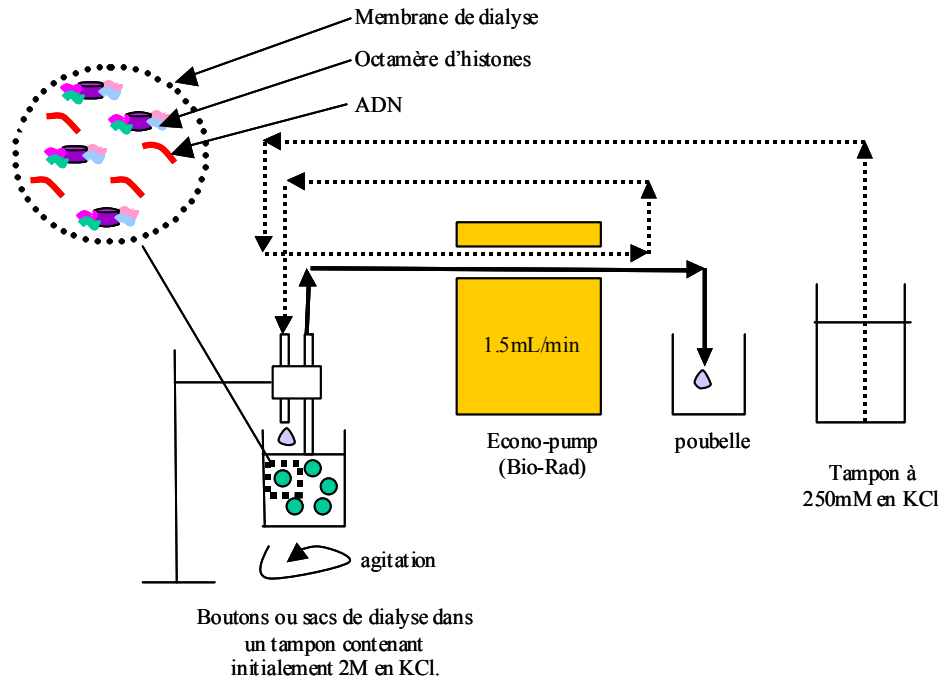 Membrane de dialyse
Octamère d'histones
ADN
1.5mL/min
Econo-pump
(Bio-Rad)
poubelle
Tampon à
250mM en KCl
agitation
Boutons ou sacs de dialyse dans
un tampon contenant
initialement 2M en KCl.